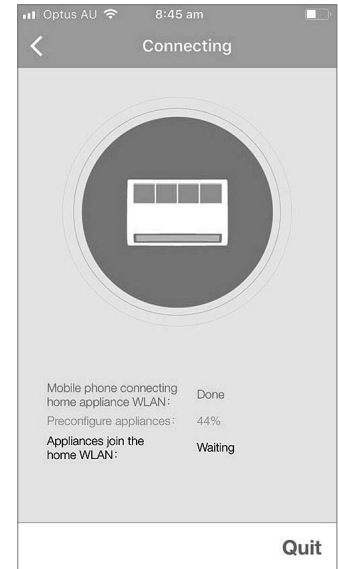 Optus AU 8:45 am
Connecting
Mobile phone connecting
home appliance WLAN: Done
Preconfigure appliances: 44%
Appliances join the
home WLAN: Waiting
Quit